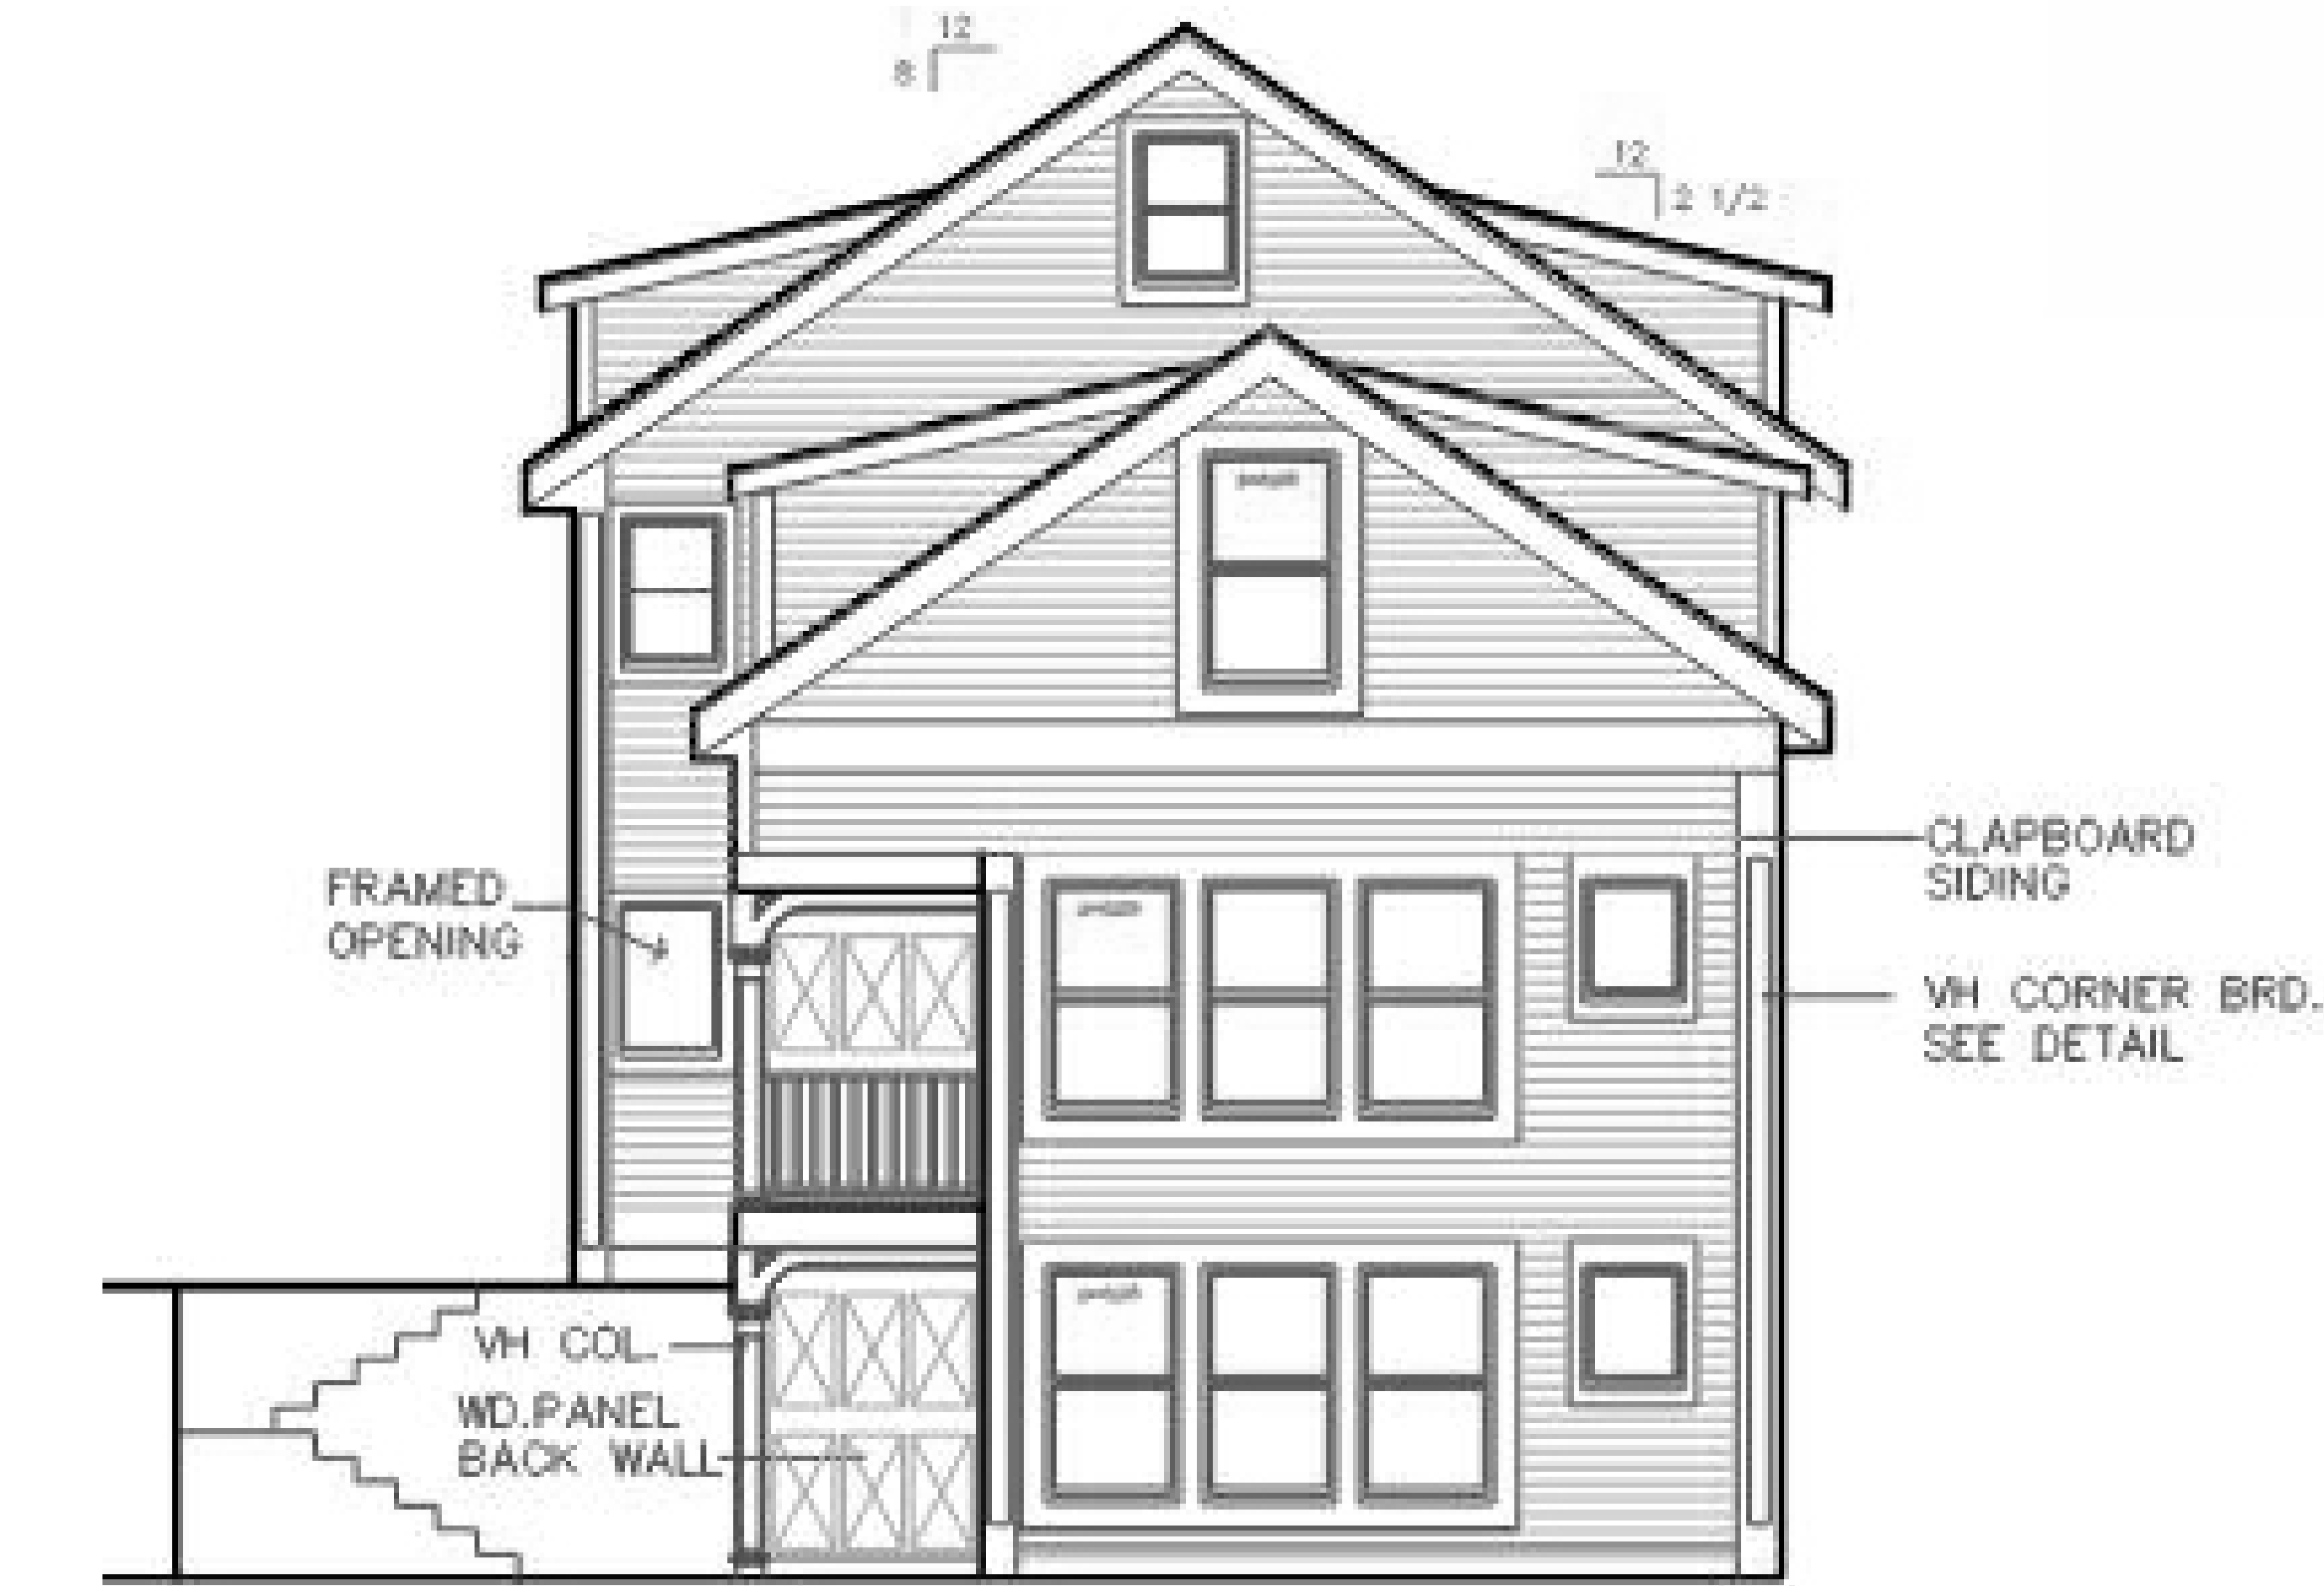 12
8
12
2 1/2
CLAPBOARD
SIDING
FRAMED
OPENING
VH CORNER BRD.
SEE DETAIL
VH COL.
WD.PANEL
BACK WALL